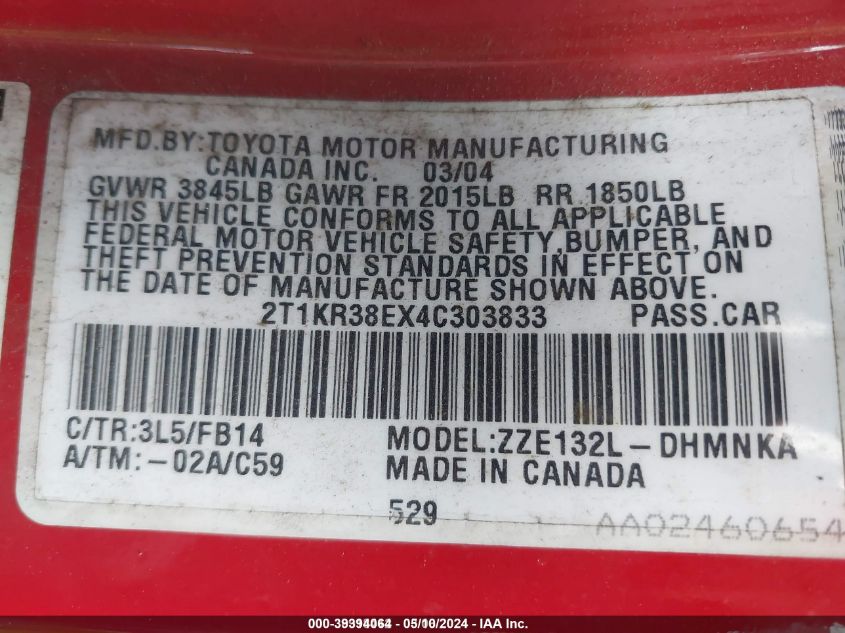 MFD.BY:TOYOTA MOTOR MANUFACTURING
CANADA INC. 03/04
GVWR 3845LB GAWR FR 2015LB RR 1850LB
THIS VEHICLE CONFORMS TO ALL APPLICABLE
FEDERAL MOTOR VEHICLE SAFETY,BUMPER, AND
THEFT PREVENTION STANDARDS IN EFFECT ON
THE DATE OF MANUFACTURE SHOWN ABOVE.
2T1KR38EX4C303833 PASS.CAR
C/TR:3L5/FB14 MODEL:ZZE132L-DHMNKA
A/TM:-02A/C59 MADE IN CANADA
529
AA02460654
- 05/10/2024 - IAA Inc.